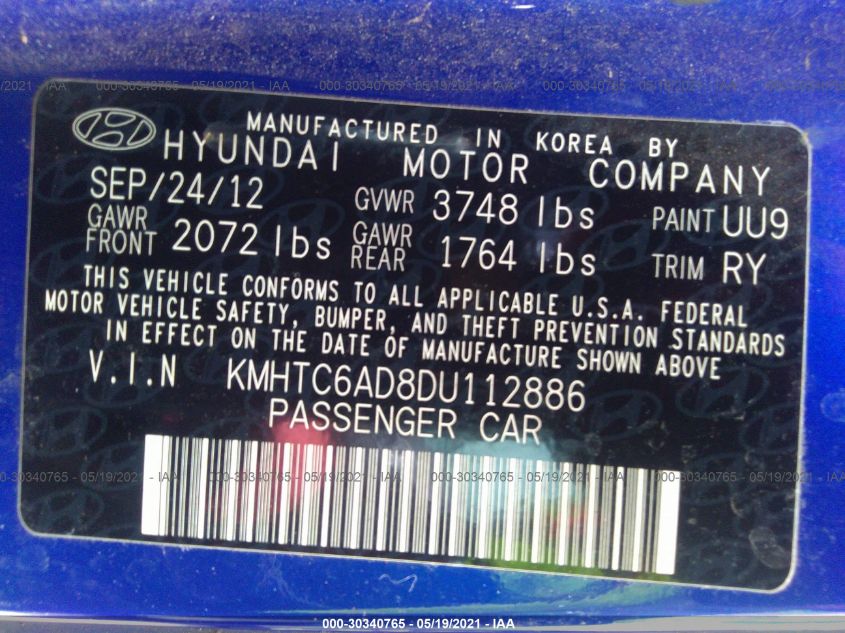 MANUFACTURED IN KOREA BY
HYUNDAI MOTOR COMPANY
SEP/24/12 GVWR 3748 lbs PAINT UU9
GAWR FRONT 2072 lbs GAWR REAR 1764 lbs TRIM RY
THIS VEHICLE CONFORMS TO ALL APPLICABLE U.S.A. FEDERAL
MOTOR VEHICLE SAFETY, BUMPER, AND THEFT PREVENTION STANDARDS
IN EFFECT ON THE DATE OF MANUFACTURE SHOWN ABOVE
V.I.N KMHTC6AD8DU112886
PASSENGER CAR
000-30340765 - 05/19/2021 - IAA